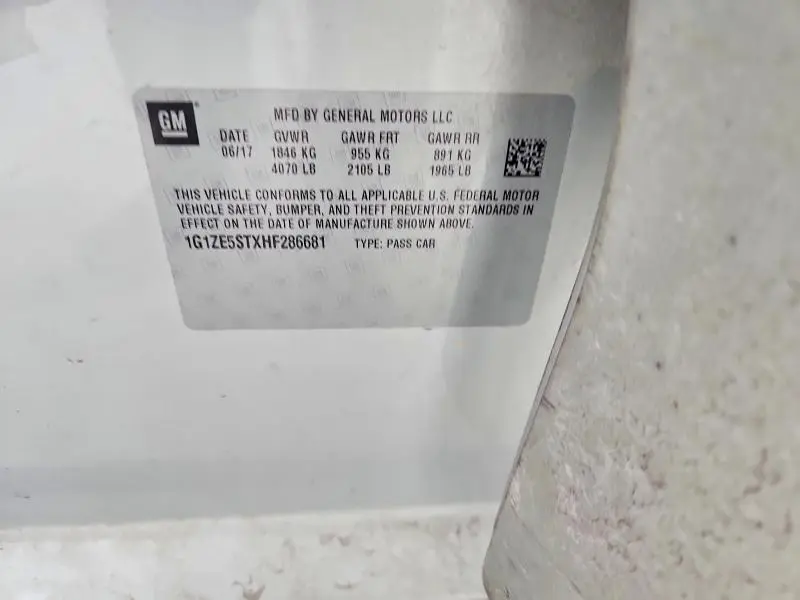 GM
MFD BY GENERAL MOTORS LLC
DATE GVWR GAWR FRT GAWR RR
06/17 1846 KG 955 KG 891 KG
4070 LB 2105 LB 1965 LB
THIS VEHICLE CONFORMS TO ALL APPLICABLE U.S. FEDERAL MOTOR
VEHICLE SAFETY, BUMPER, AND THEFT PREVENTION STANDARDS IN
EFFECT ON THE DATE OF MANUFACTURE SHOWN ABOVE.
1G1ZE5STXHF286681 TYPE: PASS CAR